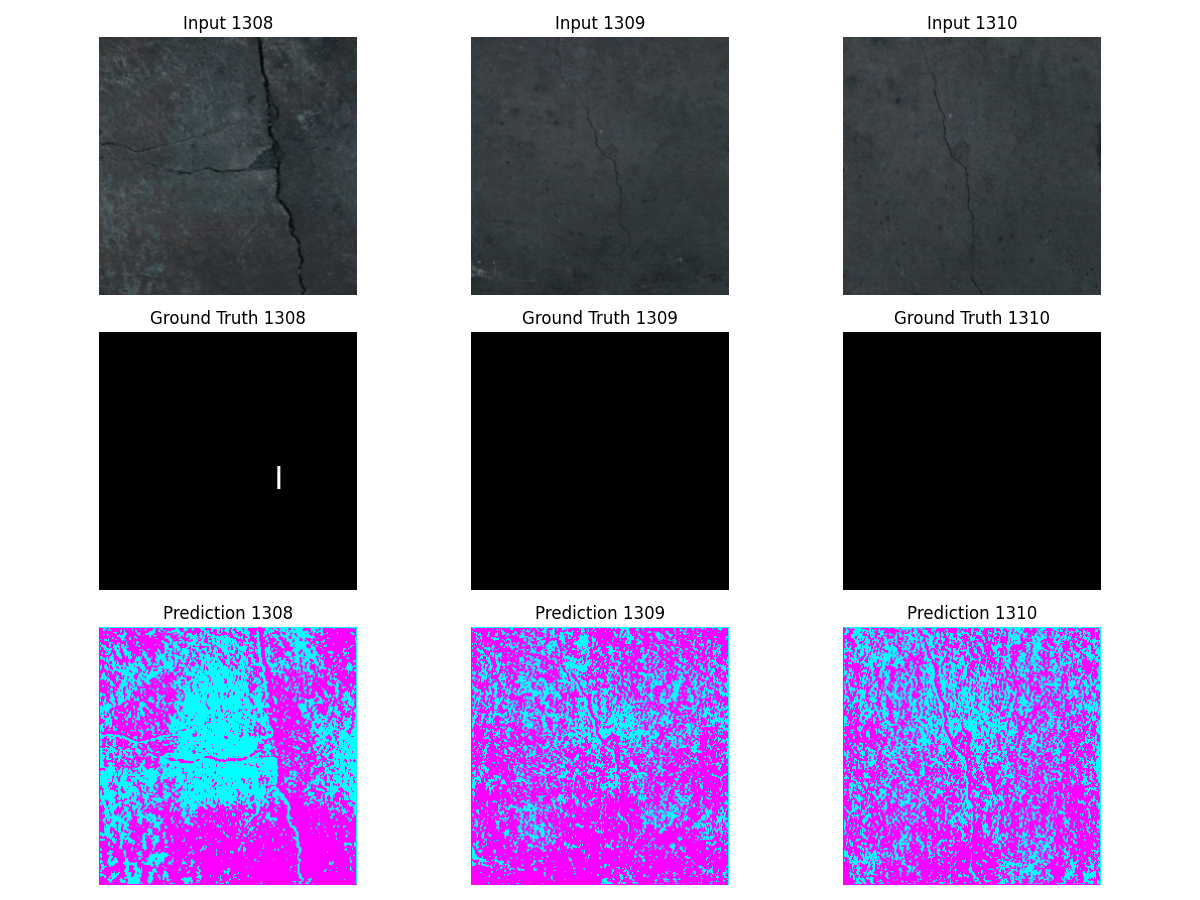 Input 1308
Input 1309
Input 1310
Ground Truth 1308
Ground Truth 1309
Ground Truth 1310
Prediction 1308
Prediction 1309
Prediction 1310